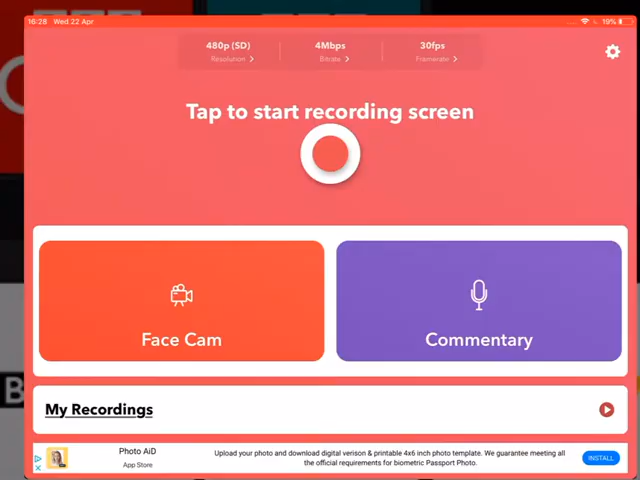 16:28 Wed 22 Apr
19%
480p (SD)
4Mbps
30fps
Resolution
Bitrate
Framerate
Tap to start recording screen
Face Cam
Commentary
My Recordings
Photo AiD
App Store
Upload your photo and download digital verison & printable 4x6 inch photo template. We guarantee meeting all
the official requirements for biometric Passport Photo.
INSTALL
B